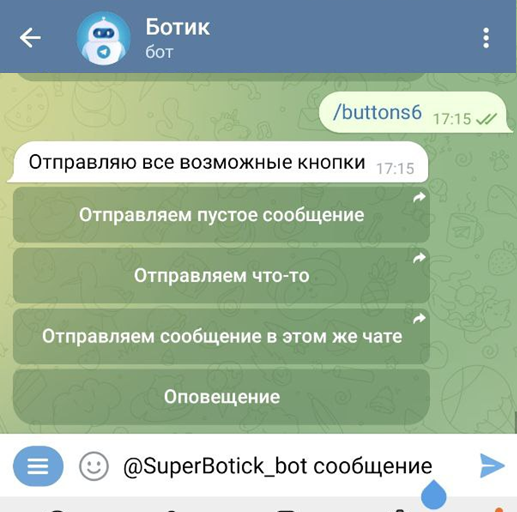 Ботик
бот
/buttons6 17:15
Отправляю все возможные кнопки 17:15
Отправляем пустое сообщение
Отправляем что-то
Отправляем сообщение в этом же чате
Оповещение
@SuperBotick_bot сообщение